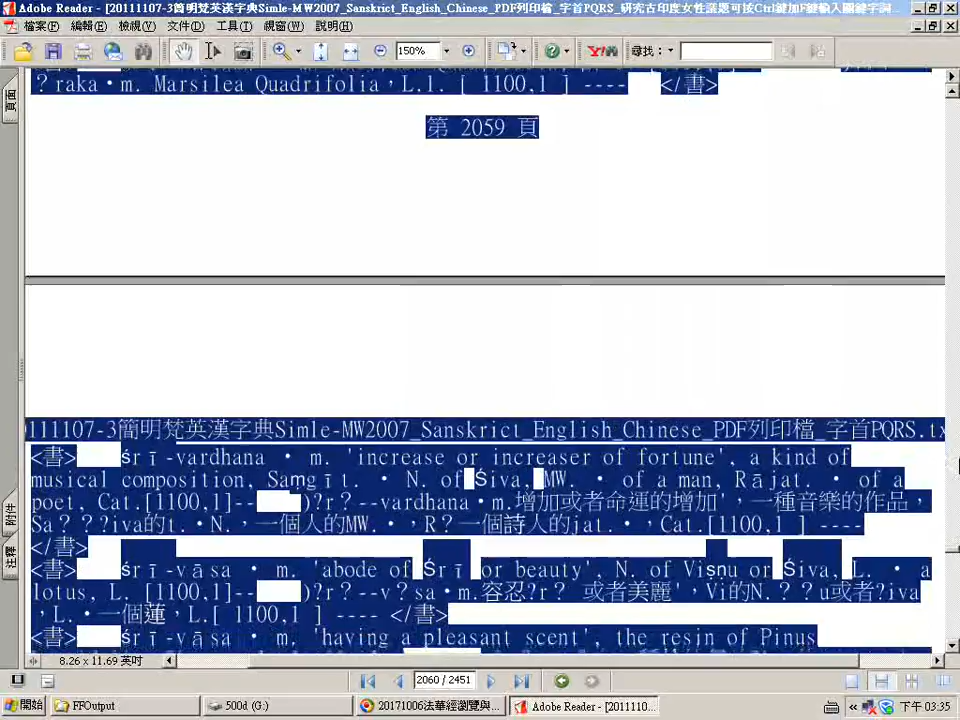 Adobe Reader - [20111107-3簡明梵英漢字典Simle-MW2007_Sanskrict_English_Chinese_PDF列印檔_字首PQRS_研究古印度女性議題可按Ctrl鍵加F鍵輸入關鍵字詞...
檔案(F) 編輯(E) 檢視(V) 文件(D) 工具(T) 視窗(W) 說明(H)
150% Y! 尋找:
頁面
?raka‧m. Marsilea Quadrifolia,L.l. [ 1100,1 ] ---- </書>
第 2059 頁
0111107-3簡明梵英漢字典Simle-MW2007_Sanskrict_English_Chinese_PDF列印檔_字首PQRS.tx
<書> śrī-vardhana ‧ m. 'increase or increaser of fortune', a kind of
musical composition, Saṃgīt. ‧ N. of Śiva, MW. ‧ of a man, Rājat. ‧ of a
poet, Cat.[1100,1]-- )?r?--vardhana‧m.增加或者命運的增加',一種音樂的作品,
Sa???iva的t.‧N.,一個人的MW.‧,R?一個詩人的jat.‧,Cat.[1100,1 ] ----
</書>
<書> śrī-vāsa ‧ m. 'abode of Śrī or beauty', N. of Viṣṇu or Śiva, L. ‧ a
lotus, L. [1100,1]-- )?r?--v?sa‧m.容忍?r? 或者美麗',Vi的N.??u或者?iva
,L.‧一個蓮,L.[ 1100,1 ] ---- </書>
<書> śrī-vāsa ‧ m. 'having a pleasant scent', the resin of Pinus
附件
注釋
8.26 x 11.69 英吋
2060 / 2451
開始 FFOutput 500d (G:) 20171006法華經瀏覽與... Adobe Reader - [2011110... 下午 03:35